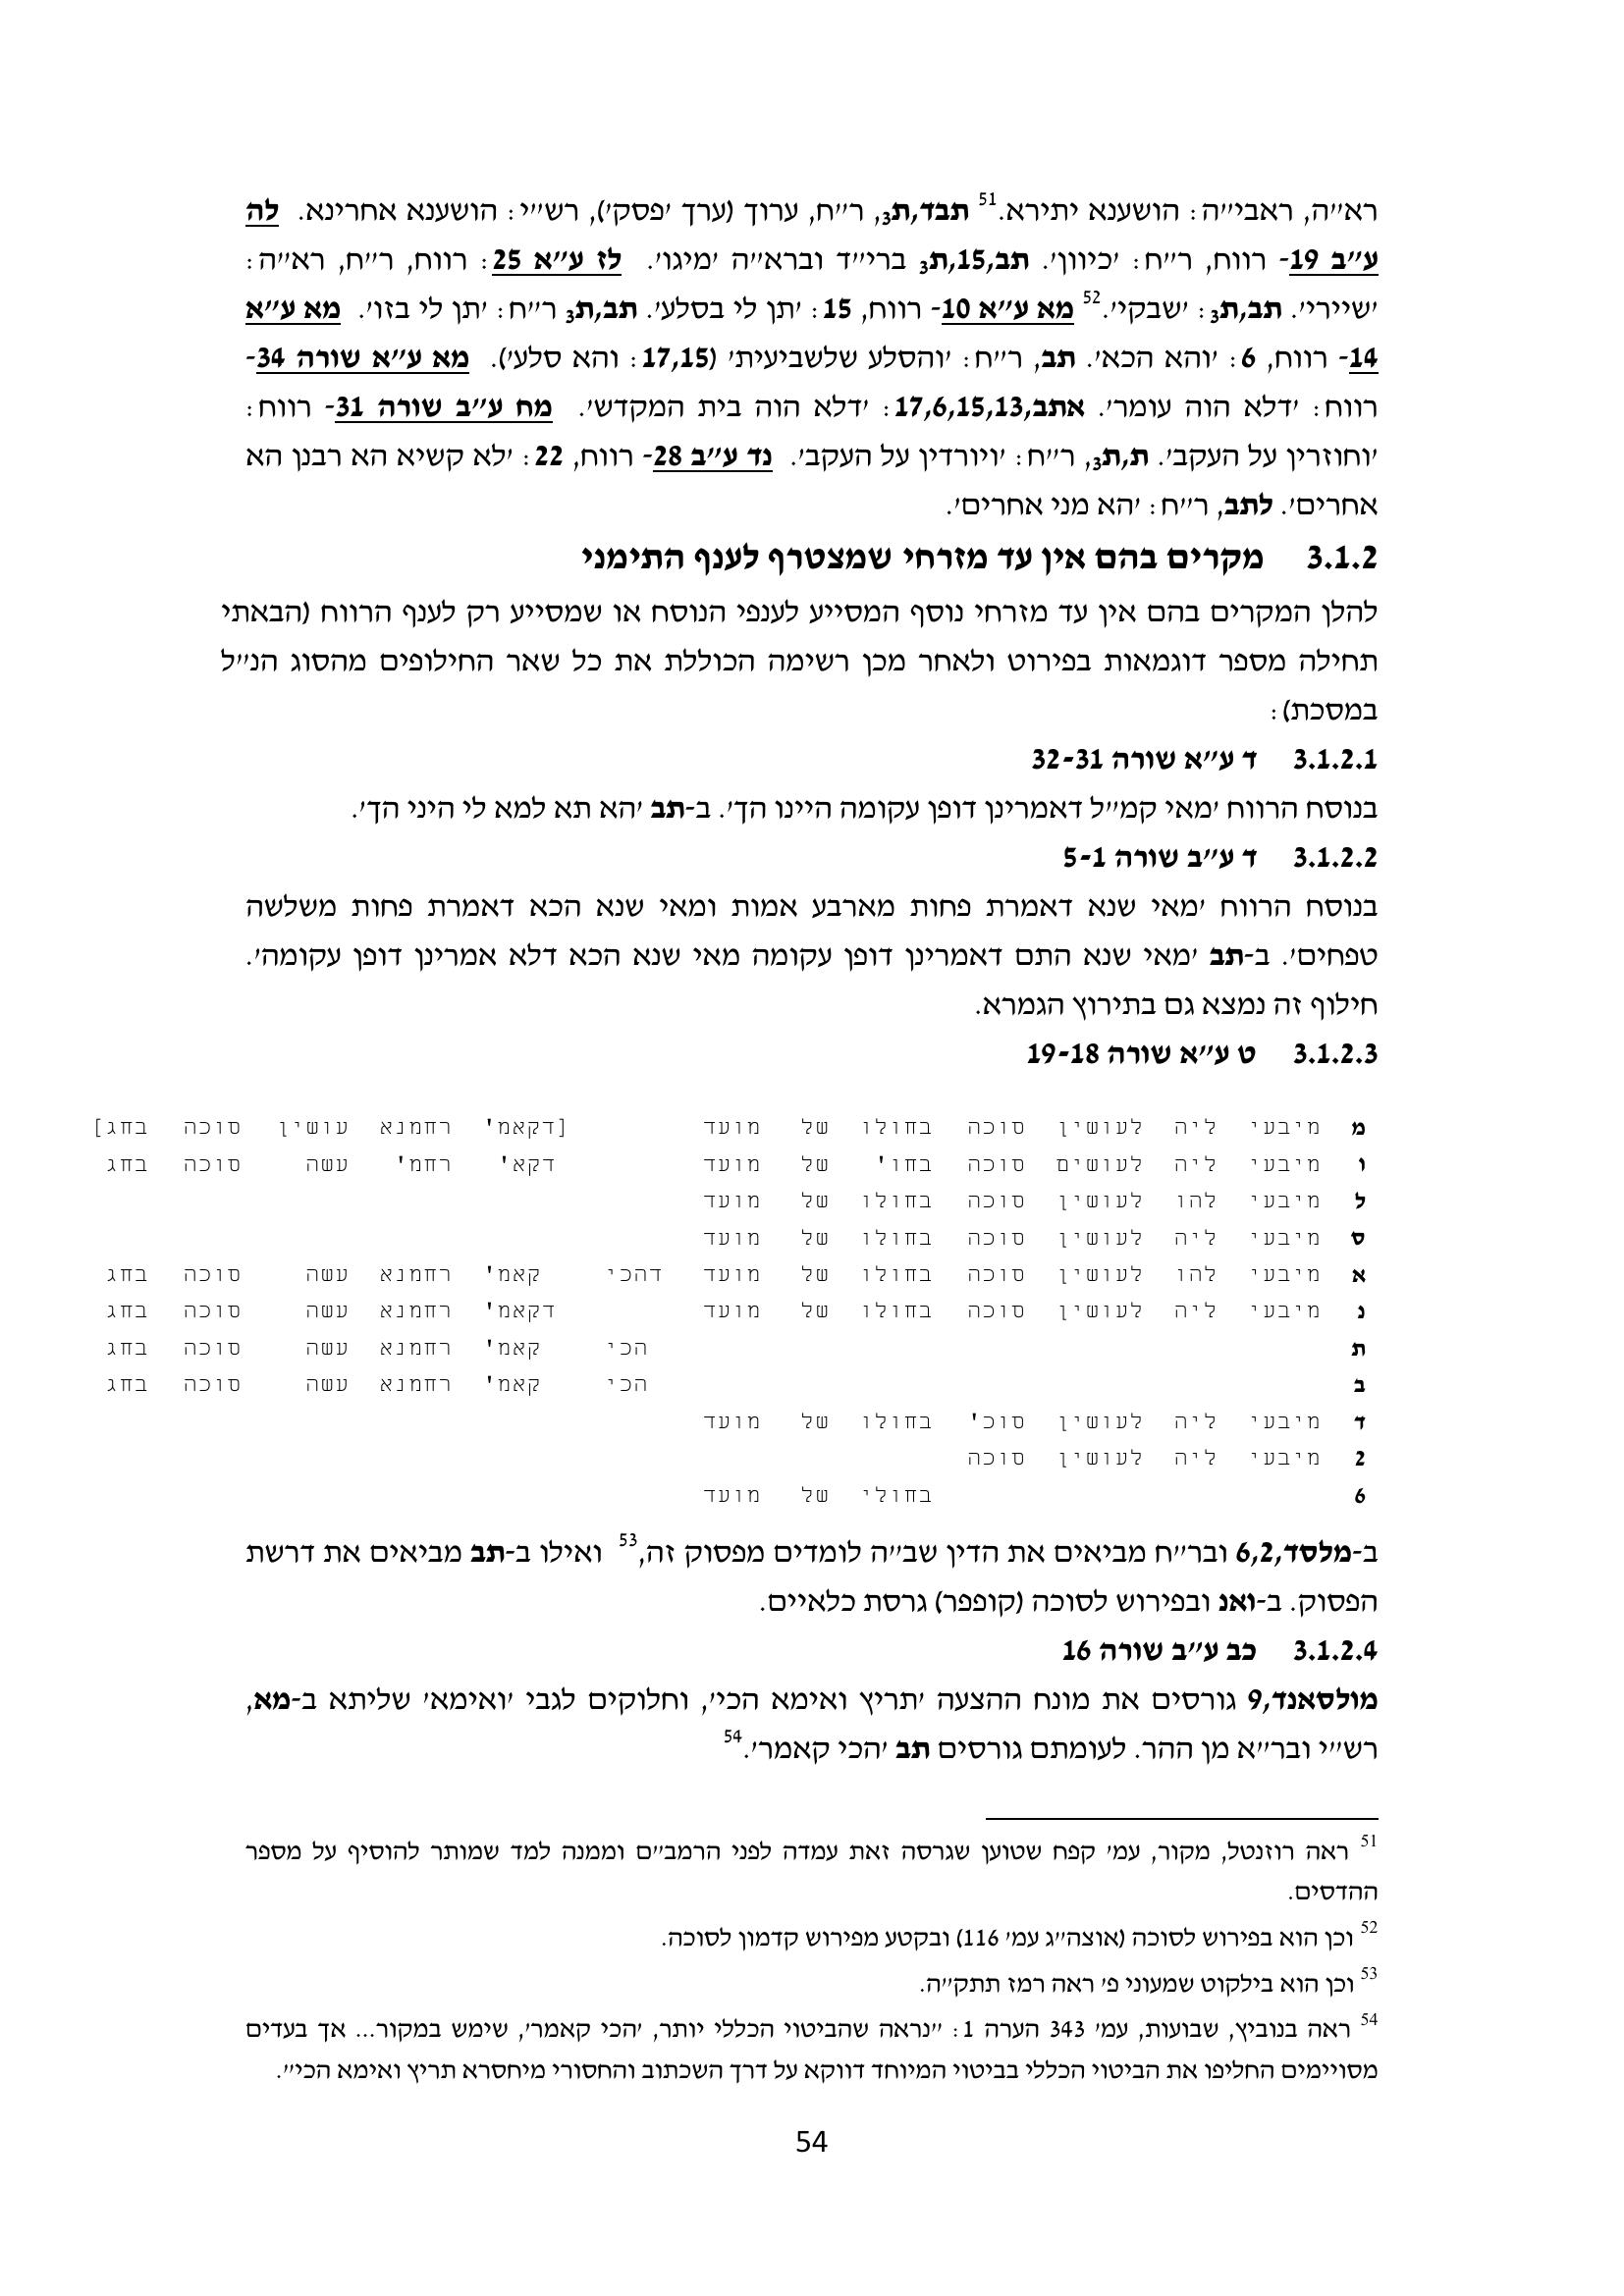 רא״ה, ראבי״ה: הושענא יתירא.51 תבד,ת3, ר״ח, ערוך (ערך ׳פסק׳), רש״י: הושענא אחרינא. לה
ע״ב 19- רווח, ר״ח: ׳כיוון׳. תב,15,ת3 ברי״ד וברא״ה ׳מיגו׳. לז ע״א 25: רווח, ר״ח, רא״ה:
׳שיירי׳. תב,ת3: ׳שבקי׳.52 מא ע״א 10- רווח, 15: ׳תן לי בסלע׳. תב,ת3 ר״ח: ׳תן לי בזו׳. מא ע״א
14- רווח, 6: ׳והא הכא׳. תב, ר״ח: ׳והסלע שלשביעית׳ (17,15: והא סלע׳). מא ע״א שורה 34-
רווח: ׳דלא הוה עומר׳. אתב,17,6,15,13: ׳דלא הוה בית המקדש׳. מח ע״ב שורה 31- רווח:
׳וחוזרין על העקב׳. ת,ת3, ר״ח: ׳ויורדין על העקב׳. נד ע״ב 28- רווח, 22: ׳לא קשיא הא רבנן הא
אחרים׳. לתב, ר״ח: ׳הא מני אחרים׳.
3.1.2 מקרים בהם אין עד מזרחי שמצטרף לענף התימני
להלן המקרים בהם אין עד מזרחי נוסף המסייע לענפי הנוסח או שמסייע רק לענף הרווח (הבאתי
תחילה מספר דוגמאות בפירוט ולאחר מכן רשימה הכוללת את כל שאר החילופים מהסוג הנ״ל
במסכת):
3.1.2.1 ד ע״א שורה 32-31
בנוסח הרווח ׳מאי קמ״ל דאמרינן דופן עקומה היינו הך׳. ב-תב ׳הא תא למא לי היני הך׳.
3.1.2.2 ד ע״ב שורה 5-1
בנוסח הרווח ׳מאי שנא דאמרת פחות מארבע אמות ומאי שנא הכא דאמרת פחות משלשה
טפחים׳. ב-תב ׳מאי שנא התם דאמרינן דופן עקומה מאי שנא הכא דלא אמרינן דופן עקומה׳.
חילוף זה נמצא גם בתירוץ הגמרא.
3.1.2.3 ט ע״א שורה 19-18
מ מיבעי ליה לעושין סוכה בחולו של מועד [דקאמ' רחמנא עושין סוכה בחג]
ו מיבעי ליה לעושים סוכה בחו' של מועד דקא' רחמ' עשה סוכה בחג
ל מיבעי להו לעושין סוכה בחולו של מועד
ס מיבעי ליה לעושין סוכה בחולו של מועד
א מיבעי להו לעושין סוכה בחולו של מועד דהכי קאמ' רחמנא עשה סוכה בחג
נ מיבעי ליה לעושין סוכה בחולו של מועד דקאמ' רחמנא עשה סוכה בחג
ת הכי קאמ' רחמנא עשה סוכה בחג
ב הכי קאמ' רחמנא עשה סוכה בחג
ד מיבעי ליה לעושין סוכ' בחולו של מועד
2 מיבעי ליה לעושין סוכה
6 בחולי של מועד
ב-מלסד,6,2 ובר״ח מביאים את הדין שב״ה לומדים מפסוק זה,53 ואילו ב-תב מביאים את דרשת
הפסוק. ב-ואנ ובפירוש לסוכה (קופפר) גרסת כלאיים.
3.1.2.4 כב ע״ב שורה 16
מולסאנד,9 גורסים את מונח ההצעה ׳תריץ ואימא הכי׳, וחלוקים לגבי ׳ואימא׳ שליתא ב-מא,
רש״י ובר״א מן ההר. לעומתם גורסים תב ׳הכי קאמר׳.54
51 ראה רוזנטל, מקור, עמ׳ קפח שטוען שגרסה זאת עמדה לפני הרמב״ם וממנה למד שמותר להוסיף על מספר
ההדסים.
52 וכן הוא בפירוש לסוכה (אוצה״ג עמ׳ 116) ובקטע מפירוש קדמון לסוכה.
53 וכן הוא בילקוט שמעוני פ׳ ראה רמז תתק״ה.
54 ראה בנוביץ, שבועות, עמ׳ 343 הערה 1: ״נראה שהביטוי הכללי יותר, ׳הכי קאמר׳, שימש במקור... אך בעדים
מסויימים החליפו את הביטוי הכללי בביטוי המיוחד דווקא על דרך השכתוב והחסורי מיחסרא תריץ ואימא הכי״.
54